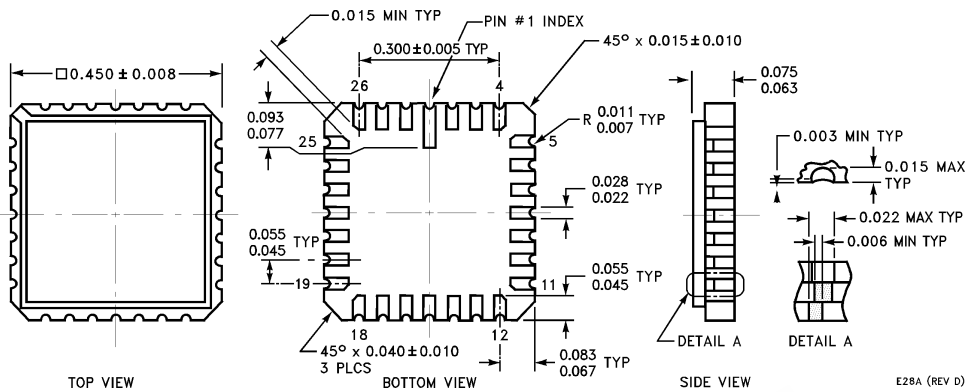 0.015 MIN TYP
PIN #1 INDEX
0.300±0.005 TYP
45° x 0.015±0.010
□0.450±0.008
26
4
0.075
0.063
0.093
0.077
R 0.011
0.007 TYP
25
5
0.003 MIN TYP
0.015 MAX
TYP
0.028
0.022 TYP
0.022 MAX TYP
0.055
0.045 TYP
0.006 MIN TYP
19
11
0.055
0.045 TYP
18
12
DETAIL A
DETAIL A
45° x 0.040±0.010
3 PLCS
0.083
0.067 TYP
TOP VIEW
BOTTOM VIEW
SIDE VIEW
E28A (REV D)